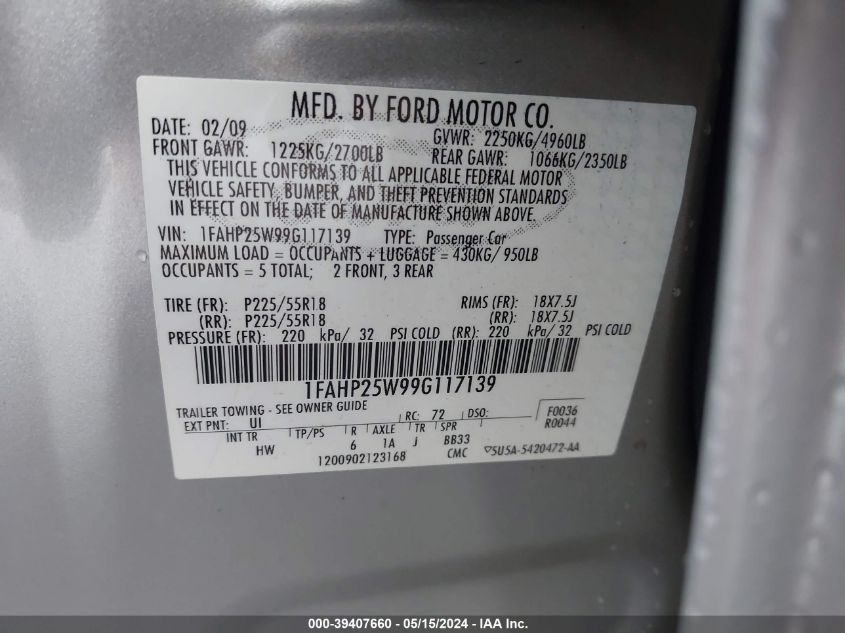 MFD. BY FORD MOTOR CO.
DATE: 02/09 GVWR: 2250KG/4960LB
FRONT GAWR: 1225KG/2700LB REAR GAWR: 1066KG/2350LB
THIS VEHICLE CONFORMS TO ALL APPLICABLE FEDERAL MOTOR
VEHICLE SAFETY, BUMPER, AND THEFT PREVENTION STANDARDS
IN EFFECT ON THE DATE OF MANUFACTURE SHOWN ABOVE.
VIN: 1FAHP25W99G117139 TYPE: Passenger Car
MAXIMUM LOAD = OCCUPANTS + LUGGAGE = 430KG/ 950LB
OCCUPANTS = 5 TOTAL; 2 FRONT, 3 REAR
TIRE (FR): P225/55R18 RIMS (FR): 18X7.5J
(RR): P225/55R18 (RR): 18X7.5J
PRESSURE (FR): 220 kPa/ 32 PSI COLD (RR): 220 kPa/ 32 PSI COLD
1FAHP25W99G117139
TRAILER TOWING - SEE OWNER GUIDE
EXT PNT: UI RC: 72 DSO: F0036
R0044
INT TR TP/PS R AXLE TR SPR
HW 6 1A J BB33
1200902123168 CMC ▽5U5A-5420472-AA
000-39407660 - 05/15/2024 - IAA Inc.